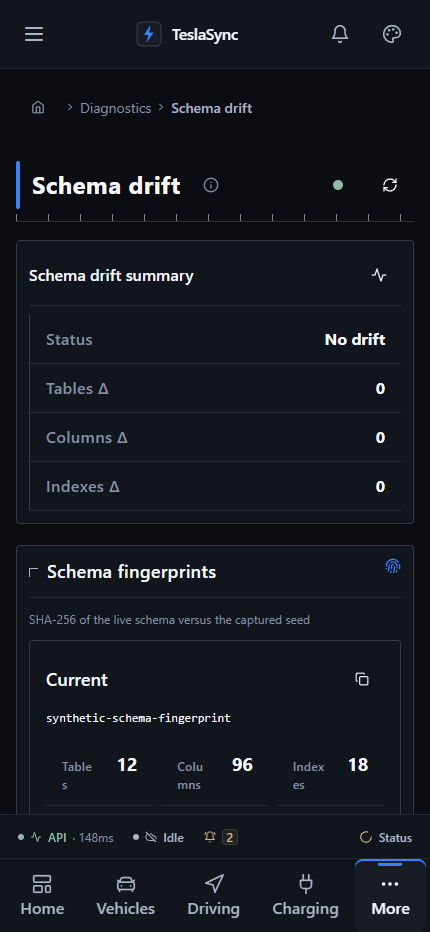 TeslaSync
Diagnostics
Schema drift
Schema drift
Schema drift summary
Status No drift
Tables Δ 0
Columns Δ 0
Indexes Δ 0
Schema fingerprints
SHA-256 of the live schema versus the captured seed
Current
synthetic-schema-fingerprint
Table
s
12
Colu
mns
96
Index
es
18
API · 148ms Idle 2 Status
Home Vehicles Driving Charging More